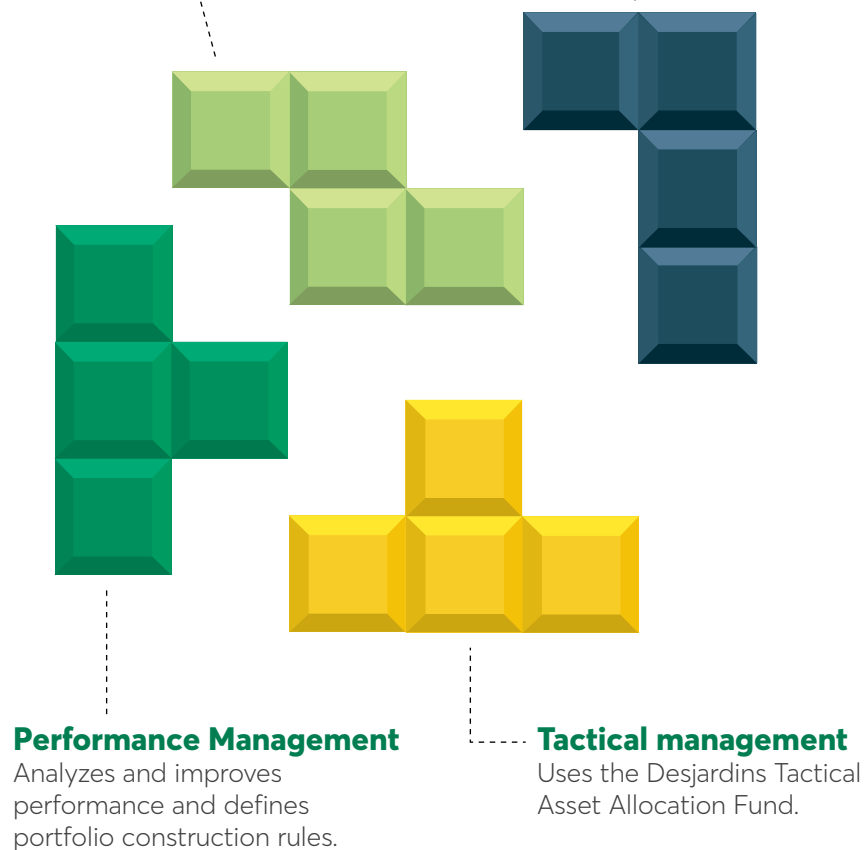 Performance Management
Analyzes and improves
performance and defines
portfolio construction rules.
Tactical management
Uses the Desjardins Tactical
Asset Allocation Fund.